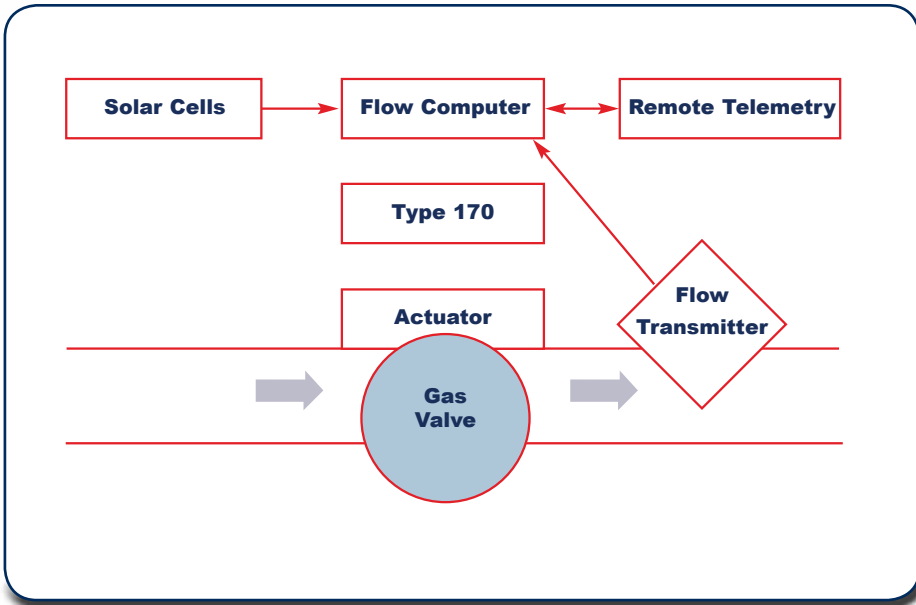 Solar Cells
Flow Computer
Remote Telemetry
Type 170
Actuator
Flow
Transmitter
Gas
Valve